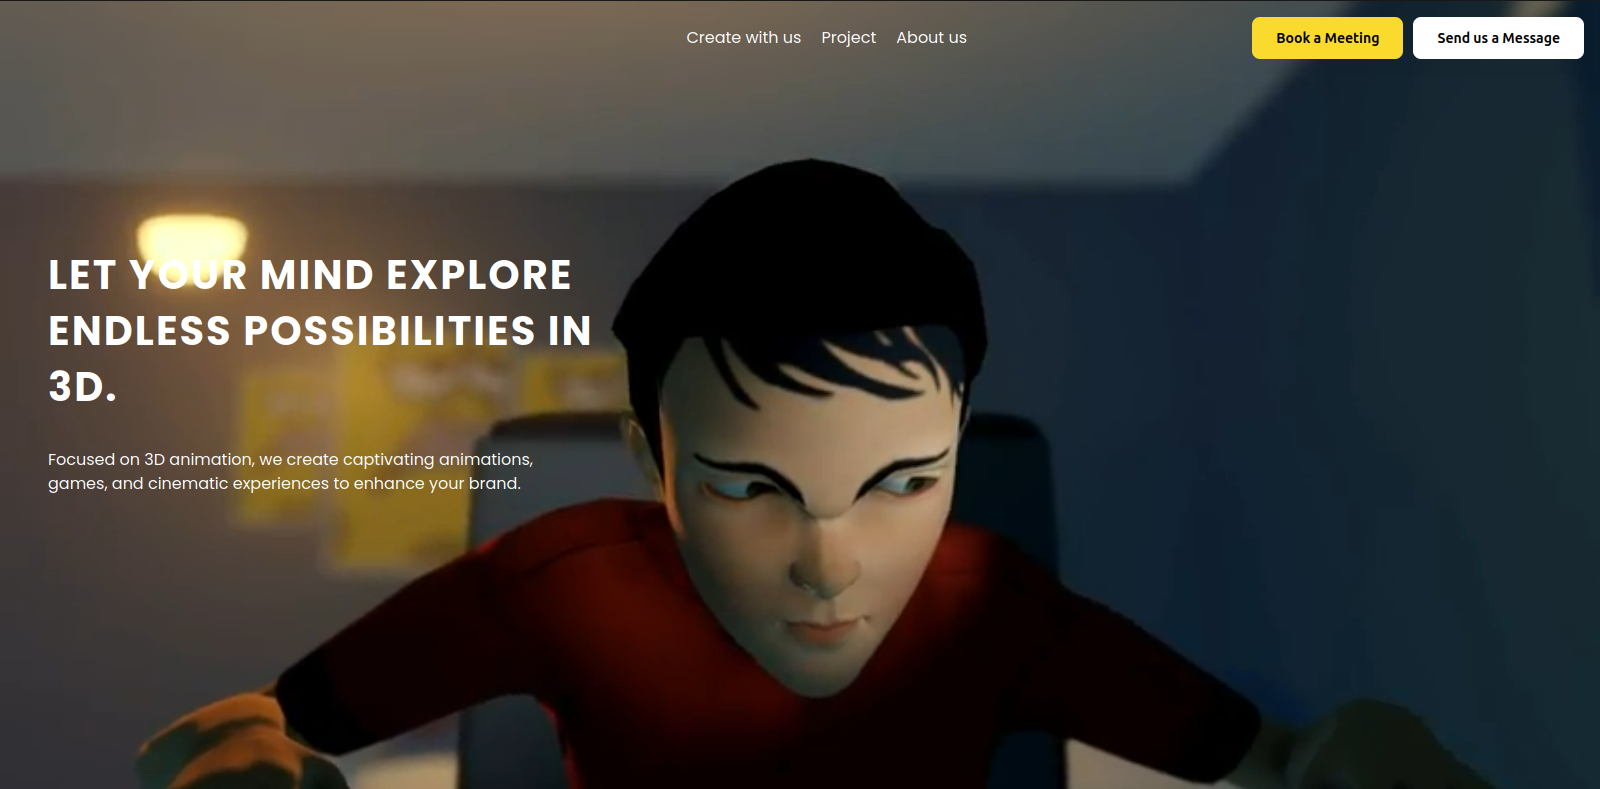 Create with us Project About us Book a Meeting Send us a Message
LET YOUR MIND EXPLORE
ENDLESS POSSIBILITIES IN
3D.
Focused on 3D animation, we create captivating animations,
games, and cinematic experiences to enhance your brand.